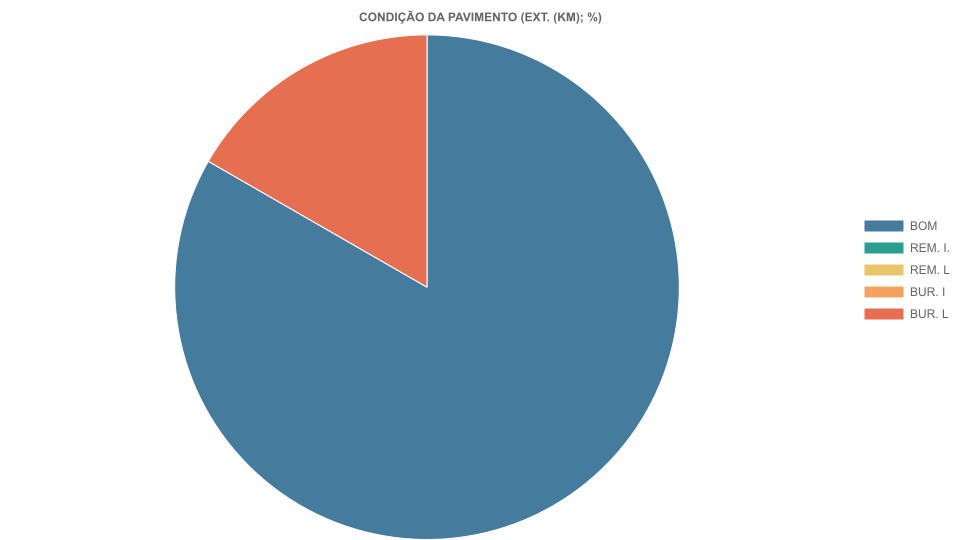 CONDIÇÃO DA PAVIMENTO (EXT. (KM); %)
BOM
REM. I.
REM. L
BUR. I
BUR. L